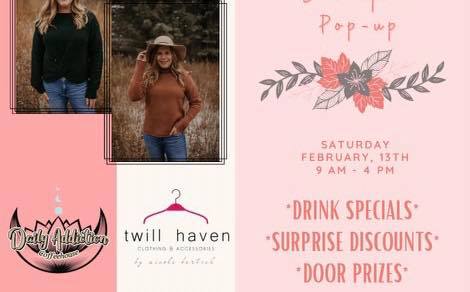 Pop-up
SATURDAY
FEBRUARY, 13TH
9 AM - 4 PM
*DRINK SPECIALS*
*SURPRISE DISCOUNTS*
*DOOR PRIZES*
Daily Addiction
Coffeehouse
twill haven
CLOTHING & ACCESSORIES
by nicole bertsch